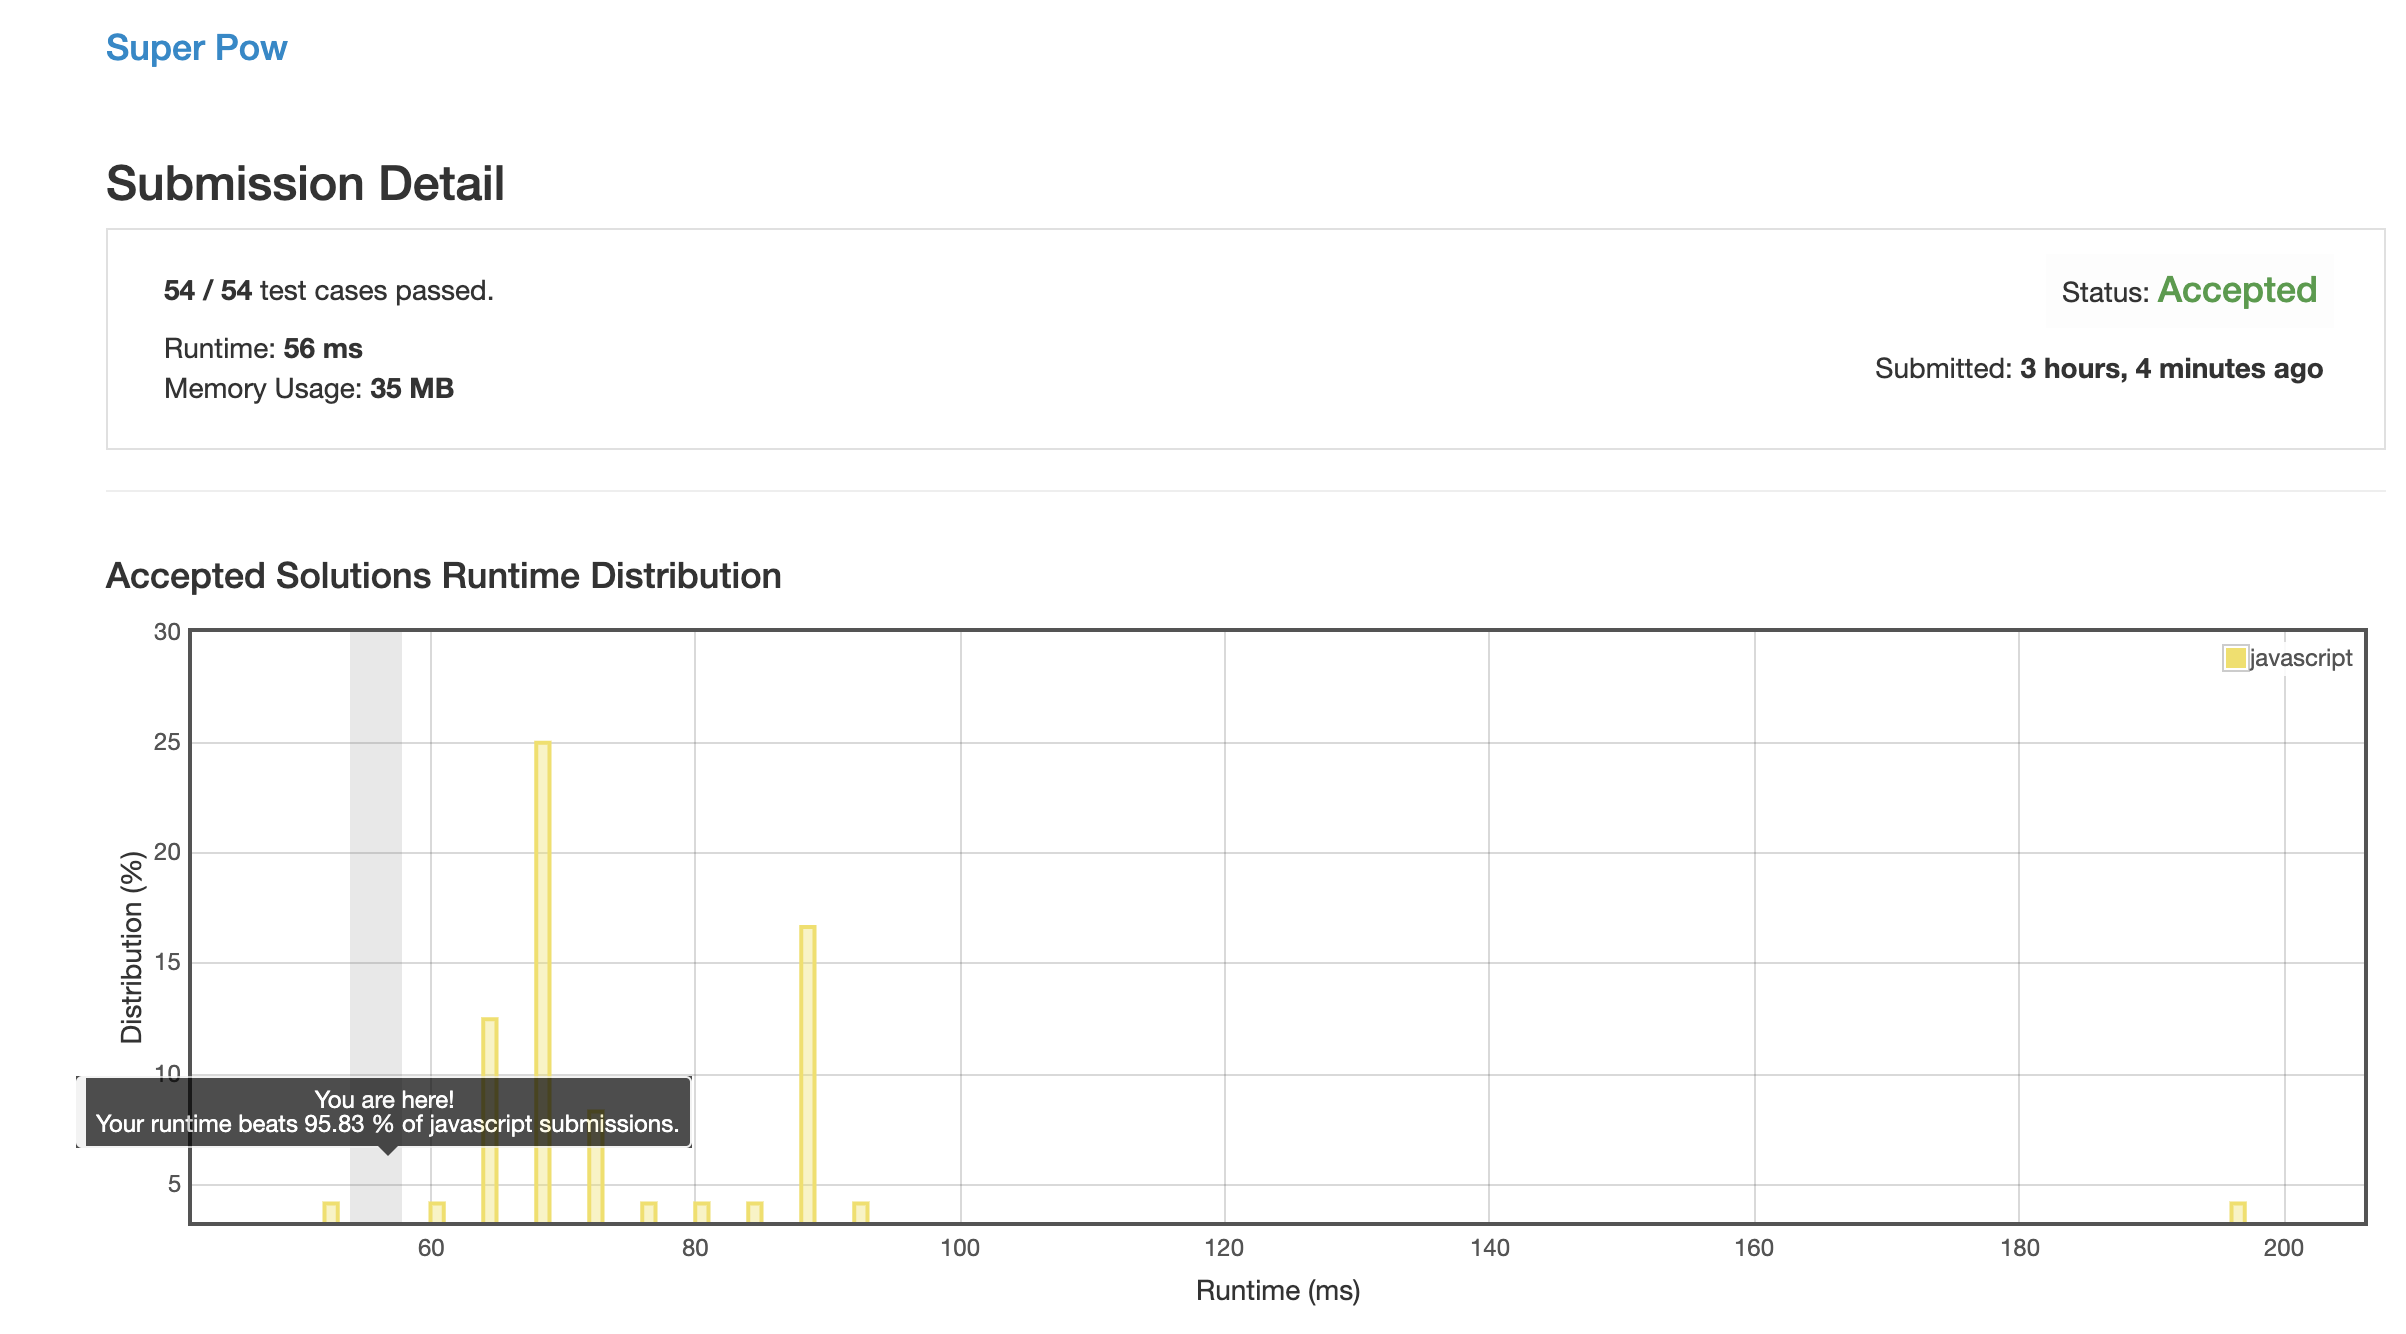 Super Pow
Submission Detail
54 / 54 test cases passed.
Status: Accepted
Runtime: 56 ms
Submitted: 3 hours, 4 minutes ago
Memory Usage: 35 MB
Accepted Solutions Runtime Distribution
30
25
20
15
10
5
Distribution (%)
javascript
You are here!
Your runtime beats 95.83 % of javascript submissions.
60 80 100 120 140 160 180 200
Runtime (ms)